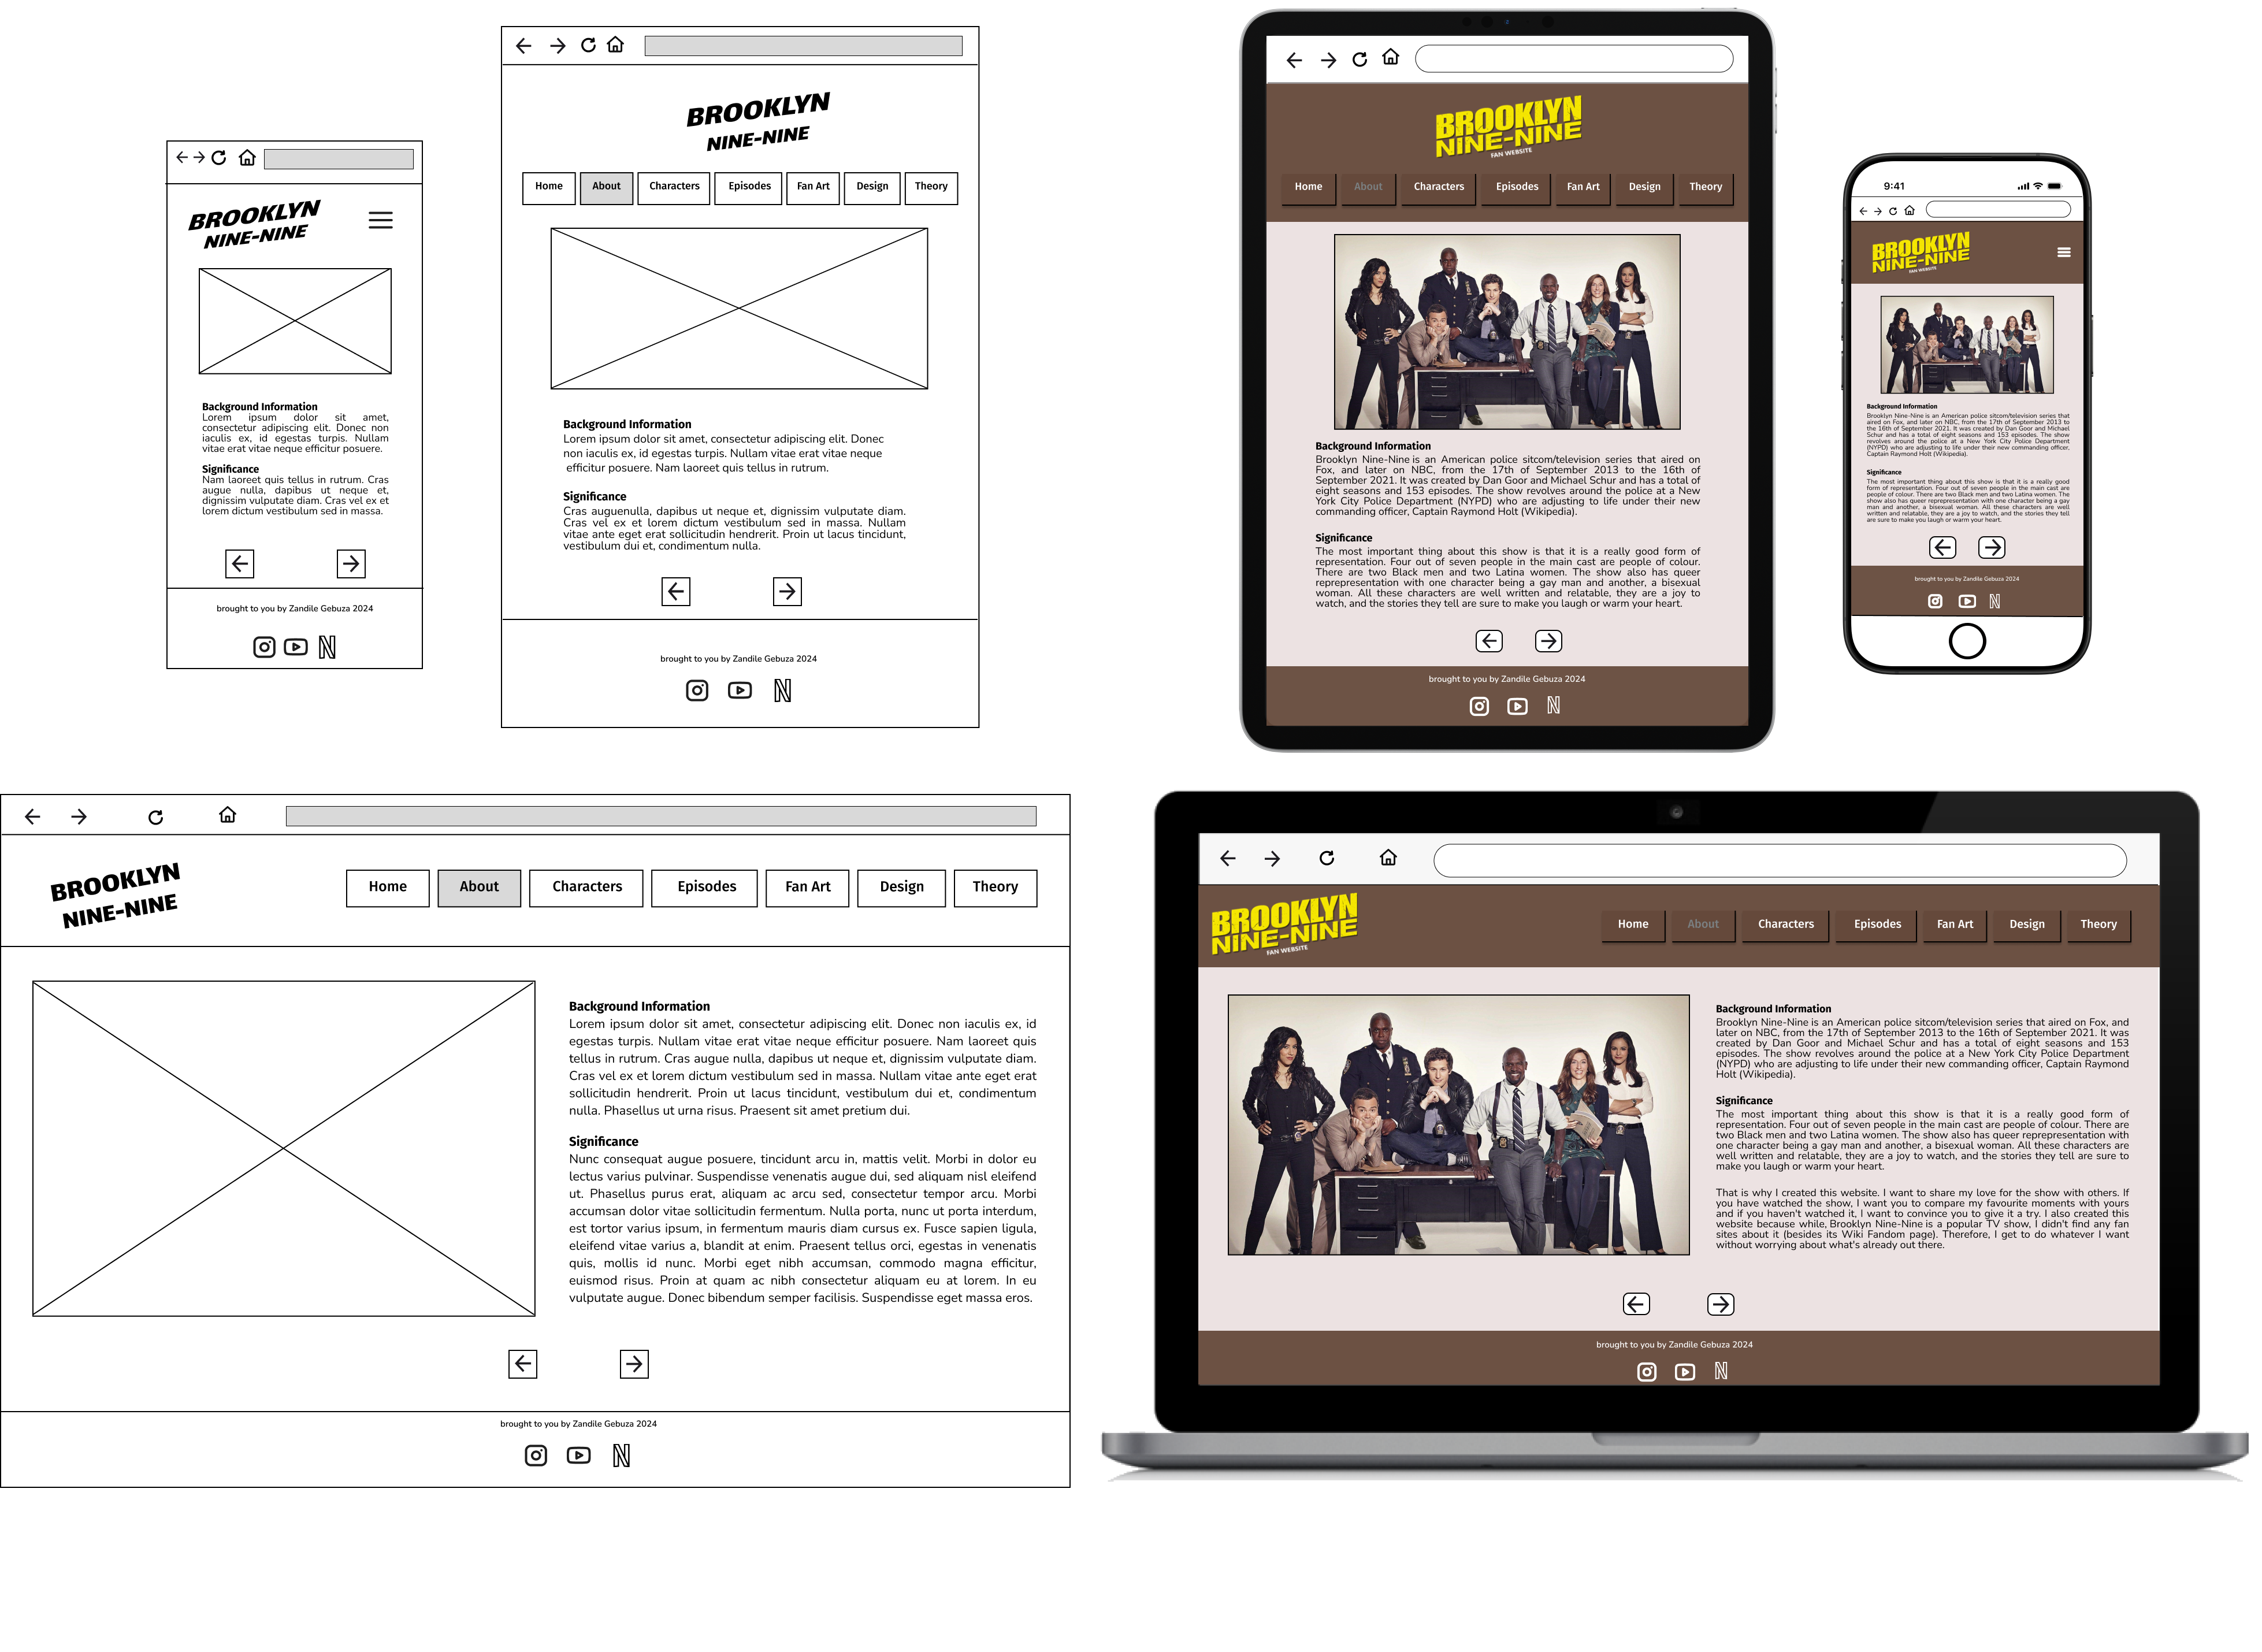 BROOKLYN
NINE-NINE
Background Information
Lorem ipsum dolor sit amet,
consectetur adipiscing elit. Donec non
iaculis ex, id egestas turpis. Nullam
vitae erat vitae neque efficitur posuere.
Significance
Nam laoreet quis tellus in rutrum. Cras
augue nulla, dapibus ut neque et,
dignissim vulputate diam. Cras vel ex et
lorem dictum vestibulum sed in massa.
brought to you by Zandile Gebuza 2024
BROOKLYN
NINE-NINE
Home About Characters Episodes Fan Art Design Theory
Background Information
Lorem ipsum dolor sit amet, consectetur adipiscing elit. Donec
non iaculis ex, id egestas turpis. Nullam vitae erat vitae neque
efficitur posuere. Nam laoreet quis tellus in rutrum.
Significance
Cras auguenulla, dapibus ut neque et, dignissim vulputate diam.
Cras vel ex et lorem dictum vestibulum sed in massa. Nullam
vitae ante eget erat sollicitudin hendrerit. Proin ut lacus tincidunt,
vestibulum dui et, condimentum nulla.
brought to you by Zandile Gebuza 2024
BROOKLYN
NINE-NINE
FAN WEBSITE
Home About Characters Episodes Fan Art Design Theory
Background Information
Brooklyn Nine-Nine is an American police sitcom/television series that aired on
Fox, and later on NBC, from the 17th of September 2013 to the 16th of
September 2021. It was created by Dan Goor and Michael Schur and has a total of
eight seasons and 153 episodes. The show revolves around the police at a New
York City Police Department (NYPD) who are adjusting to life under their new
commanding officer, Captain Raymond Holt (Wikipedia).
Significance
The most important thing about this show is that it is a really good form of
representation. Four out of seven people in the main cast are people of colour.
There are two Black men and two Latina women. The show also has queer
reprepresentation with one character being a gay man and another, a bisexual
woman. All these characters are well written and relatable, they are a joy to
watch, and the stories they tell are sure to make you laugh or warm your heart.
brought to you by Zandile Gebuza 2024
9:41
BROOKLYN
NINE-NINE
FAN WEBSITE
Background Information
Brooklyn Nine-Nine is an American police sitcom/television series that
aired on Fox, and later on NBC, from the 17th of September 2013 to
the 16th of September 2021. It was created by Dan Goor and Michael
Schur and has a total of eight seasons and 153 episodes. The show
revolves around the police at a New York City Police Department
(NYPD) who are adjusting to life under their new commanding officer,
Captain Raymond Holt (Wikipedia).
Significance
The most important thing about this show is that it is a really good
form of representation. Four out of seven people in the main cast are
people of colour. There are two Black men and two Latina women. The
show also has queer reprepresentation with one character being a gay
man and another, a bisexual woman. All these characters are well
written and relatable, they are a joy to watch, and the stories they tell
are sure to make you laugh or warm your heart.
brought to you by Zandile Gebuza 2024
BROOKLYN
NINE-NINE
Home About Characters Episodes Fan Art Design Theory
Background Information
Lorem ipsum dolor sit amet, consectetur adipiscing elit. Donec non iaculis ex, id
egestas turpis. Nullam vitae erat vitae neque efficitur posuere. Nam laoreet quis
tellus in rutrum. Cras augue nulla, dapibus ut neque et, dignissim vulputate diam.
Cras vel ex et lorem dictum vestibulum sed in massa. Nullam vitae ante eget erat
sollicitudin hendrerit. Proin ut lacus tincidunt, vestibulum dui et, condimentum
nulla. Phasellus ut urna risus. Praesent sit amet pretium dui.
Significance
Nunc consequat augue posuere, tincidunt arcu in, mattis velit. Morbi in dolor eu
lectus varius pulvinar. Suspendisse venenatis augue dui, sed aliquam nisl eleifend
ut. Phasellus purus erat, aliquam ac arcu sed, consectetur tempor arcu. Morbi
accumsan dolor vitae sollicitudin fermentum. Nulla porta, nunc ut porta interdum,
est tortor varius ipsum, in fermentum mauris diam cursus ex. Fusce sapien ligula,
eleifend vitae varius a, blandit at enim. Praesent tellus orci, egestas in venenatis
quis, mollis id nunc. Morbi eget nibh accumsan, commodo magna efficitur,
euismod risus. Proin at quam ac nibh consectetur aliquam eu at lorem. In eu
vulputate augue. Donec bibendum semper facilisis. Suspendisse eget massa eros.
brought to you by Zandile Gebuza 2024
BROOKLYN
NINE-NINE
FAN WEBSITE
Home About Characters Episodes Fan Art Design Theory
Background Information
Brooklyn Nine-Nine is an American police sitcom/television series that aired on Fox, and
later on NBC, from the 17th of September 2013 to the 16th of September 2021. It was
created by Dan Goor and Michael Schur and has a total of eight seasons and 153
episodes. The show revolves around the police at a New York City Police Department
(NYPD) who are adjusting to life under their new commanding officer, Captain Raymond
Holt (Wikipedia).
Significance
The most important thing about this show is that it is a really good form of
representation. Four out of seven people in the main cast are people of colour. There are
two Black men and two Latina women. The show also has queer reprepresentation with
one character being a gay man and another, a bisexual woman. All these characters are
well written and relatable, they are a joy to watch, and the stories they tell are sure to
make you laugh or warm your heart.
That is why I created this website. I want to share my love for the show with others. If
you have watched the show, I want you to compare my favourite moments with yours
and if you haven't watched it, I want to convince you to give it a try. I also created this
website because while, Brooklyn Nine-Nine is a popular TV show, I didn't find any fan
sites about it (besides its Wiki Fandom page). Therefore, I get to do whatever I want
without worrying about what's already out there.
brought to you by Zandile Gebuza 2024